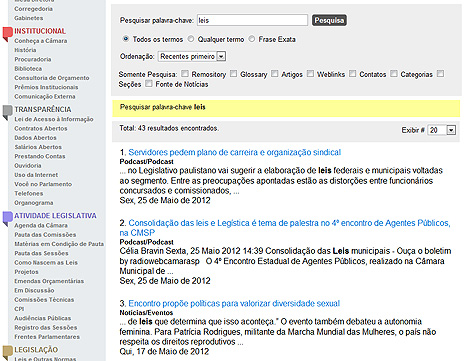 Mesa Diretora
Corregedoria
Gabinetes
INSTITUCIONAL
Conheça a Câmara
História
Procuradoria
Biblioteca
Consultoria de Orçamento
Prêmios Institucionais
Comunicação Externa
TRANSPARÊNCIA
Lei de Acesso à Informação
Contratos Abertos
Dados Abertos
Salários Abertos
Prestando Contas
Ouvidoria
Uso da Internet
Você no Parlamento
Telefones
Organograma
ATIVIDADE LEGISLATIVA
Agenda da Câmara
Pauta das Comissões
Matérias em Condição de Pauta
Pauta das Sessões
Como Nascem as Leis
Projetos
Emendas Orçamentárias
Em Discussão
Comissões Técnicas
CPI
Audiências Públicas
Registro das Sessões
Frentes Parlamentares
LEGISLAÇÃO
Leis e Outras Normas
Pesquisar palavra-chave: leis Pesquisa
Todos os termos Qualquer termo Frase Exata
Ordenação: Recentes primeiro
Somente Pesquisa: Remository Glossary Artigos Weblinks Contatos Categorias
Seções Fonte de Notícias
Pesquisar palavra-chave leis
Total: 43 resultados encontrados.
Exibir # 20
1. Servidores pedem plano de carreira e organização sindical
Podcast/Podcast
... no Legislativo paulistano vai sugerir a elaboração de leis federais e municipais voltadas
ao segmento. Entre as preocupações apontadas estão as distorções entre funcionários
concursados e comissionados, ...
Sex, 25 de Maio de 2012
2. Consolidação das leis e Legística é tema de palestra no 4º encontro de Agentes Públicos,
na CMSP
Podcast/Podcast
Célia Bravin Sexta, 25 Maio 2012 14:39 Consolidação das Leis municipais - Ouça o boletim
by radiowebcamarasp O 4º Encontro Estadual de Agentes Públicos, realizado na Câmara
Municipal de ...
Sex, 25 de Maio de 2012
3. Encontro propõe políticas para valorizar diversidade sexual
Notícias/Eventos
... de leis que determina que isso aconteça.” O evento também debateu a autonomia
feminina. Para Patrícia Rodrigues, militante da Marcha Mundial das Mulheres, o país não
respeita os direitos reprodutivos ...
Qui, 17 de Maio de 2012